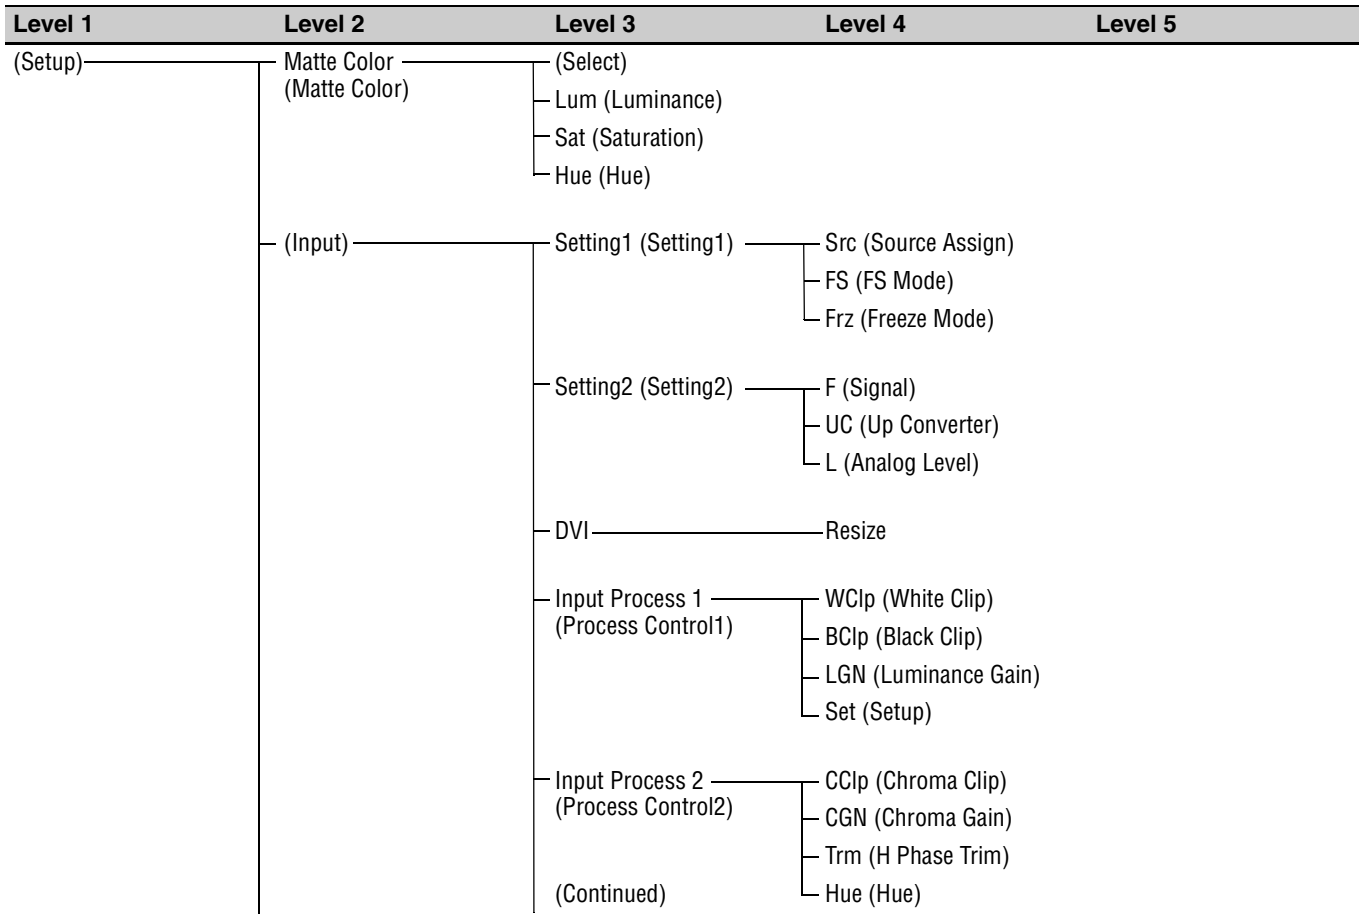 Level 1 Level 2 Level 3 Level 4 Level 5
(Setup) Matte Color (Select)
(Matte Color)
Lum (Luminance)
Sat (Saturation)
Hue (Hue)
(Input) Setting1 (Setting1) Src (Source Assign)
FS (FS Mode)
Frz (Freeze Mode)
Setting2 (Setting2) F (Signal)
UC (Up Converter)
L (Analog Level)
DVI Resize
Input Process 1 WClp (White Clip)
(Process Control1)
BClp (Black Clip)
LGN (Luminance Gain)
Set (Setup)
Input Process 2 CClp (Chroma Clip)
(Process Control2)
CGN (Chroma Gain)
Trm (H Phase Trim)
(Continued) Hue (Hue)